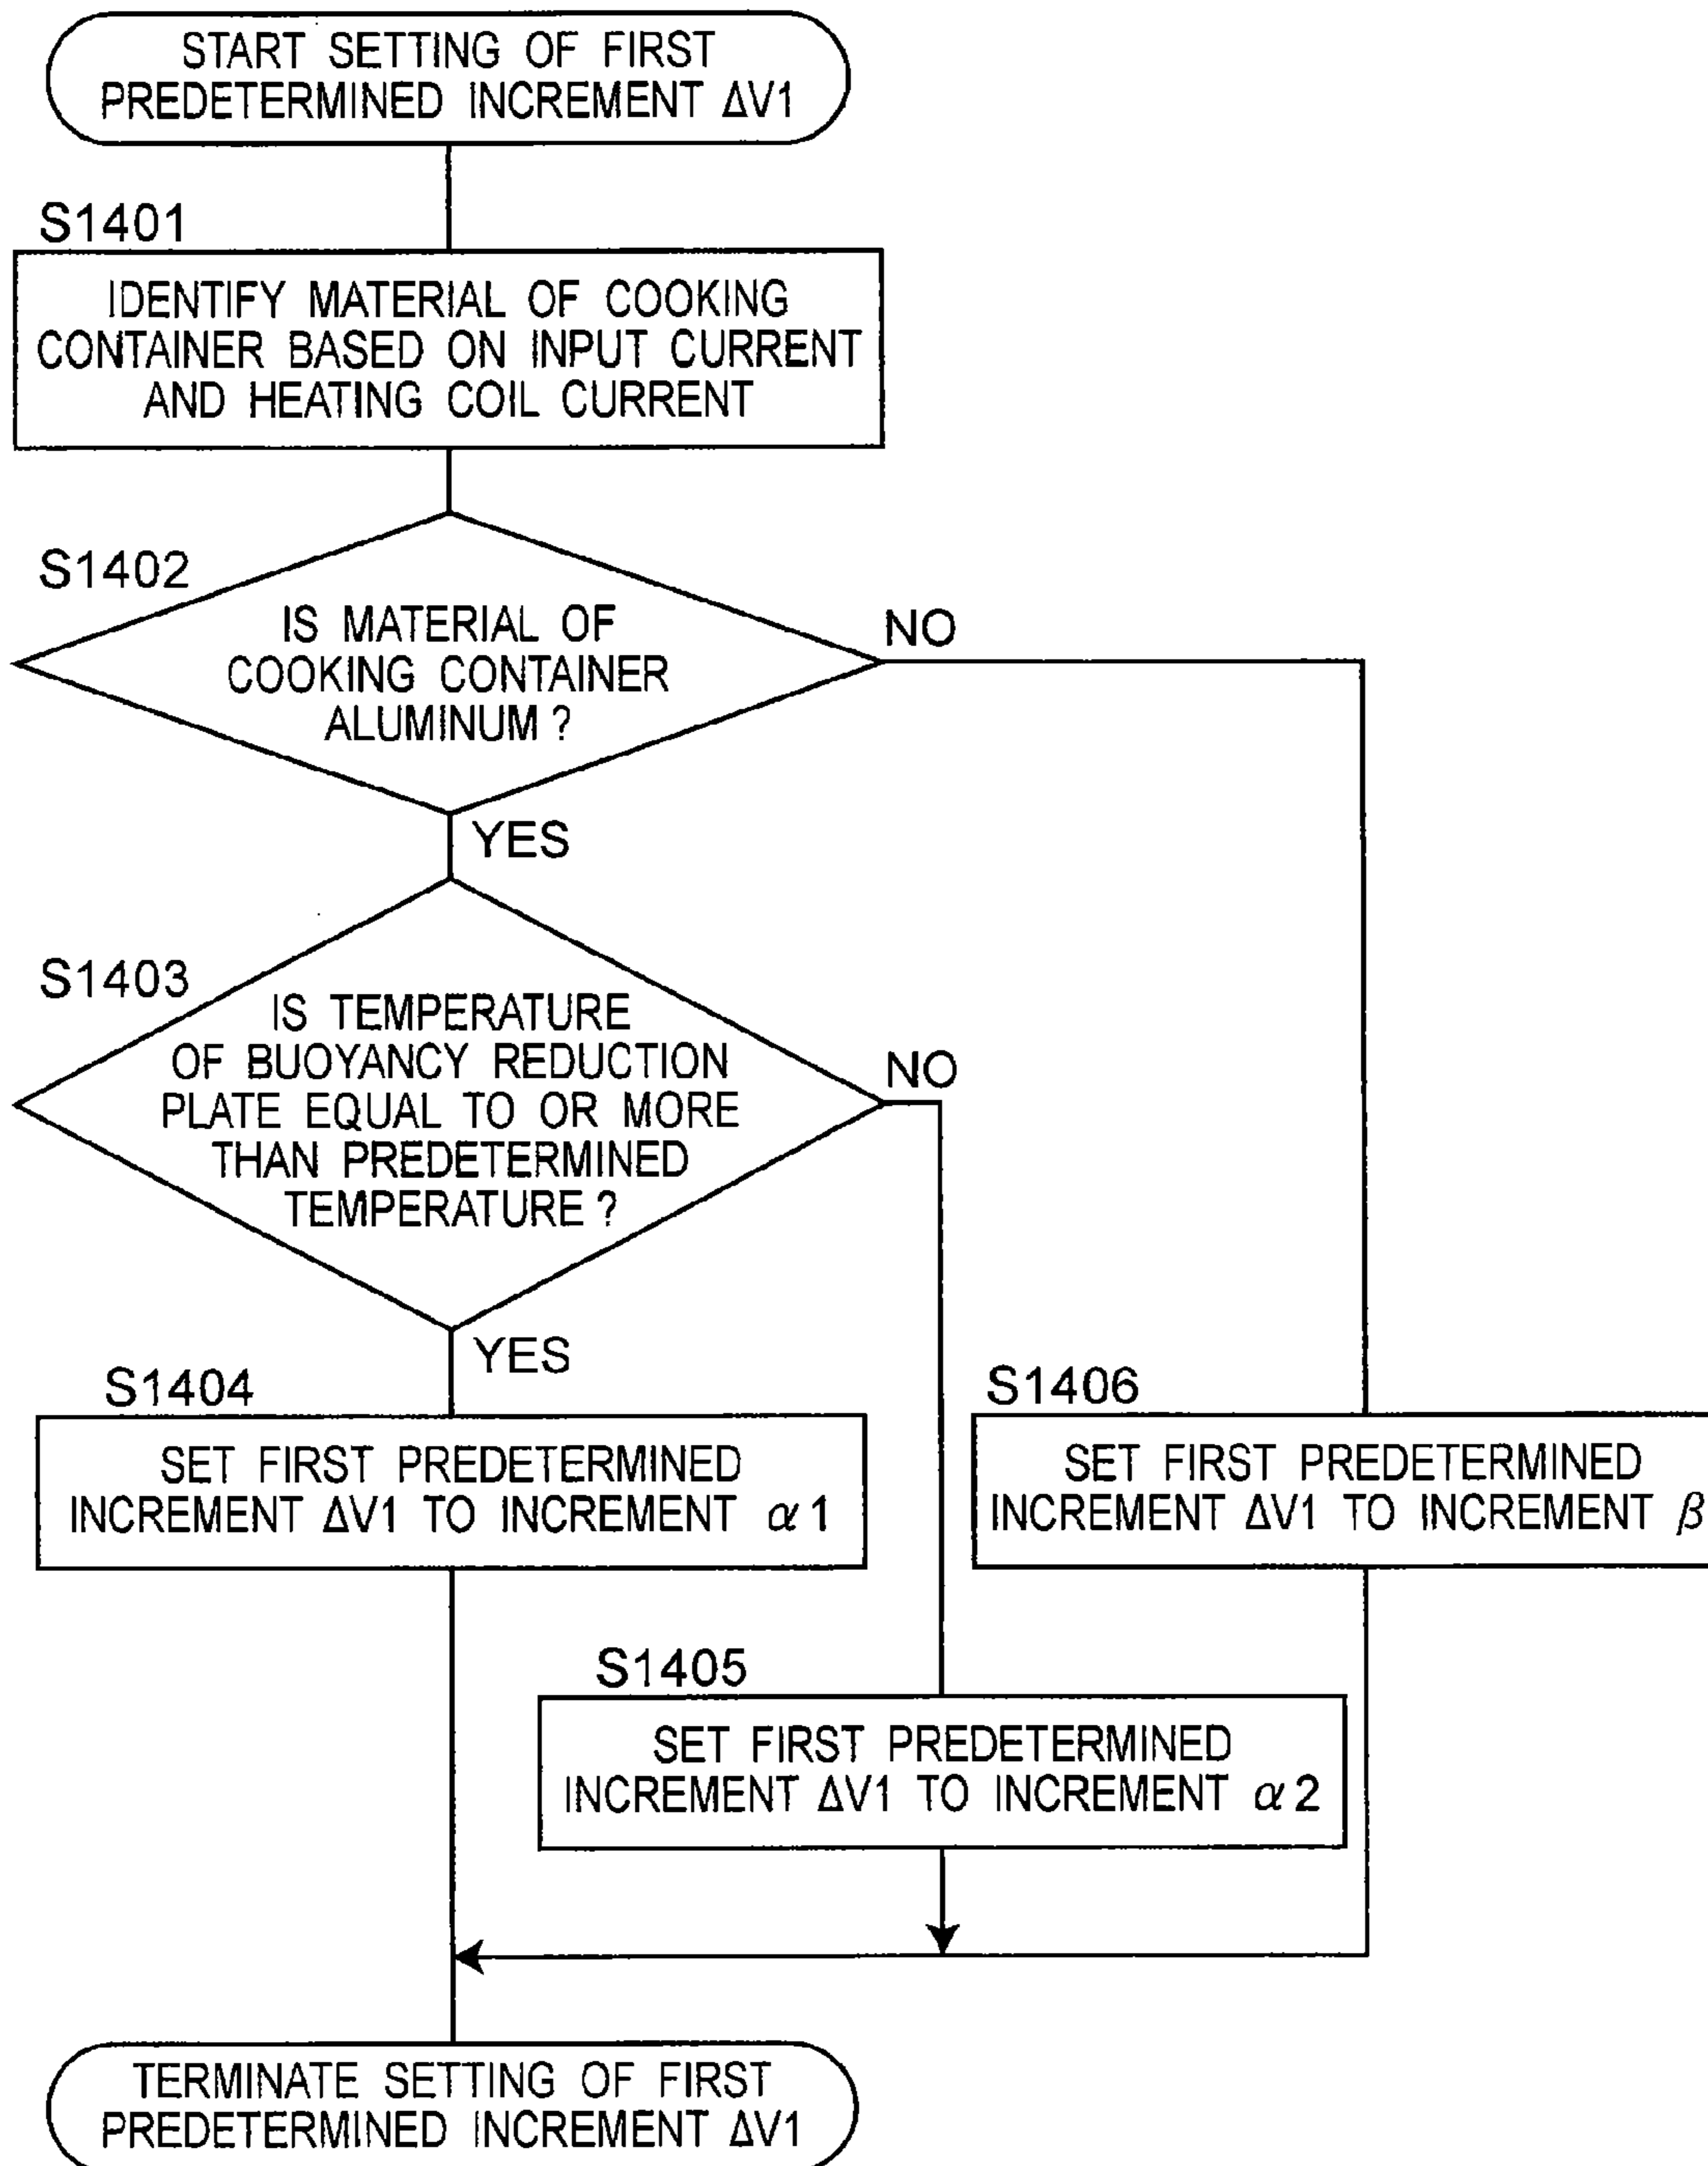 START SETTING OF FIRST
PREDETERMINED INCREMENT ΔV1
S1401
IDENTIFY MATERIAL OF COOKING
CONTAINER BASED ON INPUT CURRENT
AND HEATING COIL CURRENT
S1402
IS MATERIAL OF
COOKING CONTAINER
ALUMINUM ?
NO
YES
S1403
IS TEMPERATURE
OF BUOYANCY REDUCTION
PLATE EQUAL TO OR MORE
THAN PREDETERMINED
TEMPERATURE ?
NO
YES
S1404
SET FIRST PREDETERMINED
INCREMENT ΔV1 TO INCREMENT α1
S1406
SET FIRST PREDETERMINED
INCREMENT ΔV1 TO INCREMENT β
S1405
SET FIRST PREDETERMINED
INCREMENT ΔV1 TO INCREMENT α2
TERMINATE SETTING OF FIRST
PREDETERMINED INCREMENT ΔV1